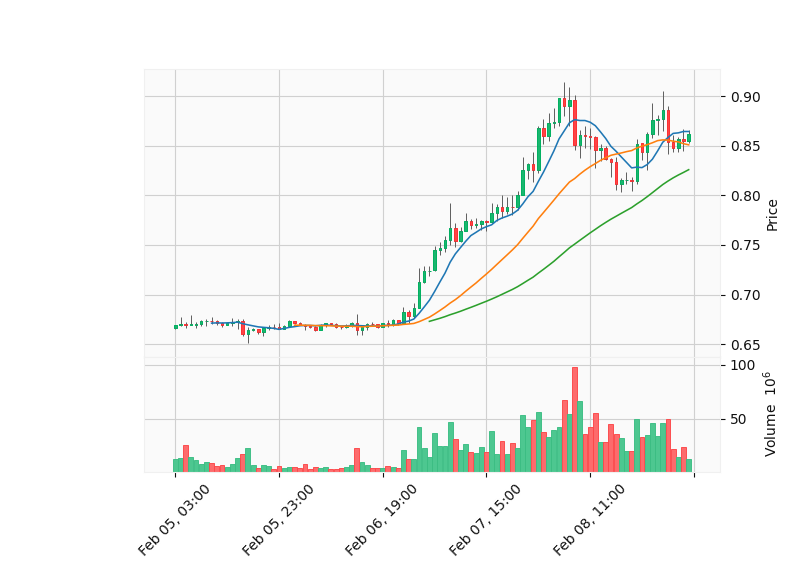 0.90
0.85
0.80
0.75
0.70
0.65
Price
100
50
Volume 10^6
Feb 05, 03:00
Feb 05, 23:00
Feb 06, 19:00
Feb 07, 15:00
Feb 08, 11:00